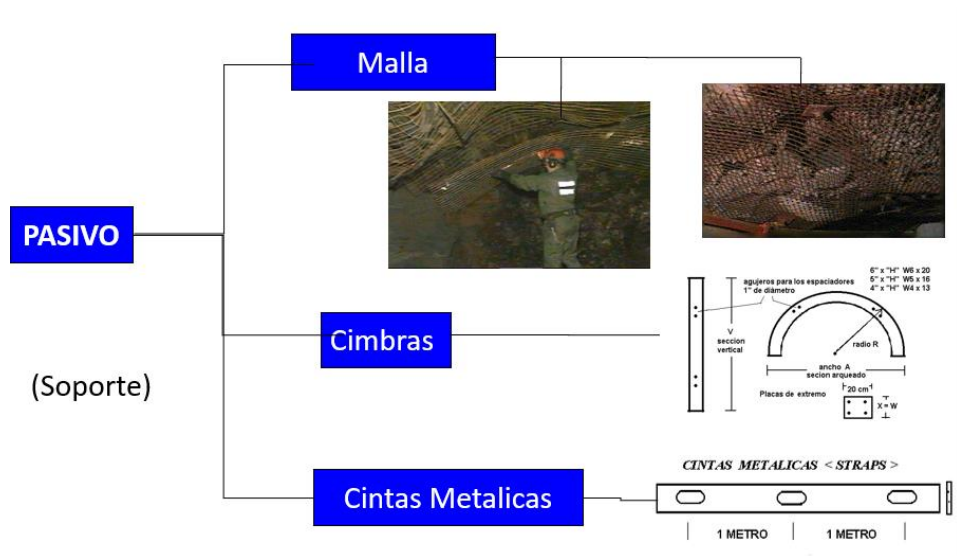 Malla
PASIVO
(Soporte)
Cimbras
Cintas Metalicas
agujeros para los espaciadores
1" de diâmetro
6" x "H" W6 x 20
5" x "H" W5 x 16
4" x "H" W4 x 13
V
seccion
vertical
radio R
ancho A
secion arqueado
Placas de extremo
20 cm
X = W
CINTAS METALICAS < STRAPS >
1 METRO
1 METRO